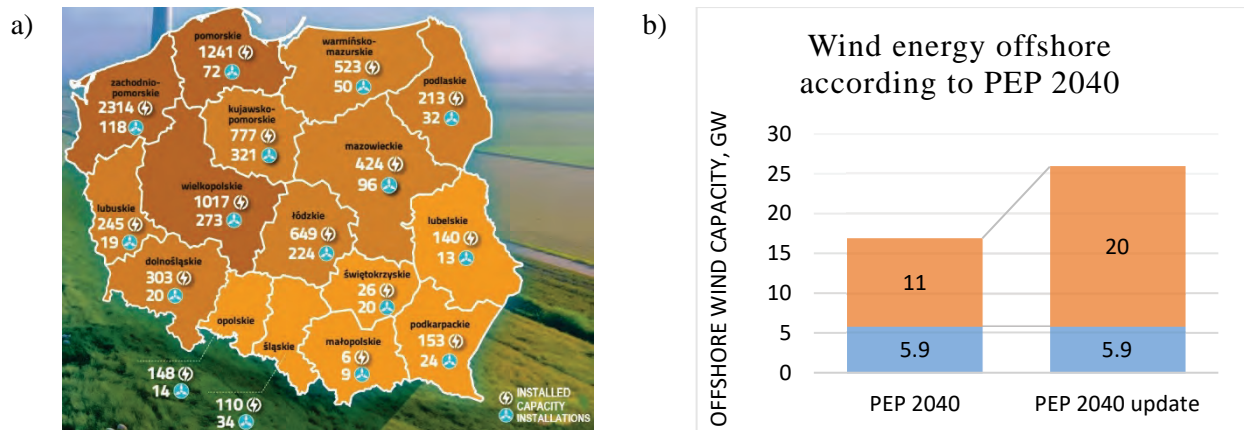 a)
pomorskie
1241
72
warmińsko-
mazurskie
523
50
podlaskie
213
32
zachodnio-
pomorskie
2314
118
kujawsko-
pomorskie
777
321
mazowieckie
424
96
wielkopolskie
1017
273
lubuskie
245
19
łódzkie
649
224
lubelskie
140
13
dolnośląskie
303
20
świętokrzyskie
26
20
opolskie
śląskie
małopolskie
6
9
podkarpackie
153
24
148
14
110
34
INSTALLED
CAPACITY
INSTALLATIONS
b)
Wind energy offshore
according to PEP 2040
OFFSHORE WIND CAPACITY, GW
30
25
20
15
10
5
0
11
5.9
20
5.9
PEP 2040
PEP 2040 update